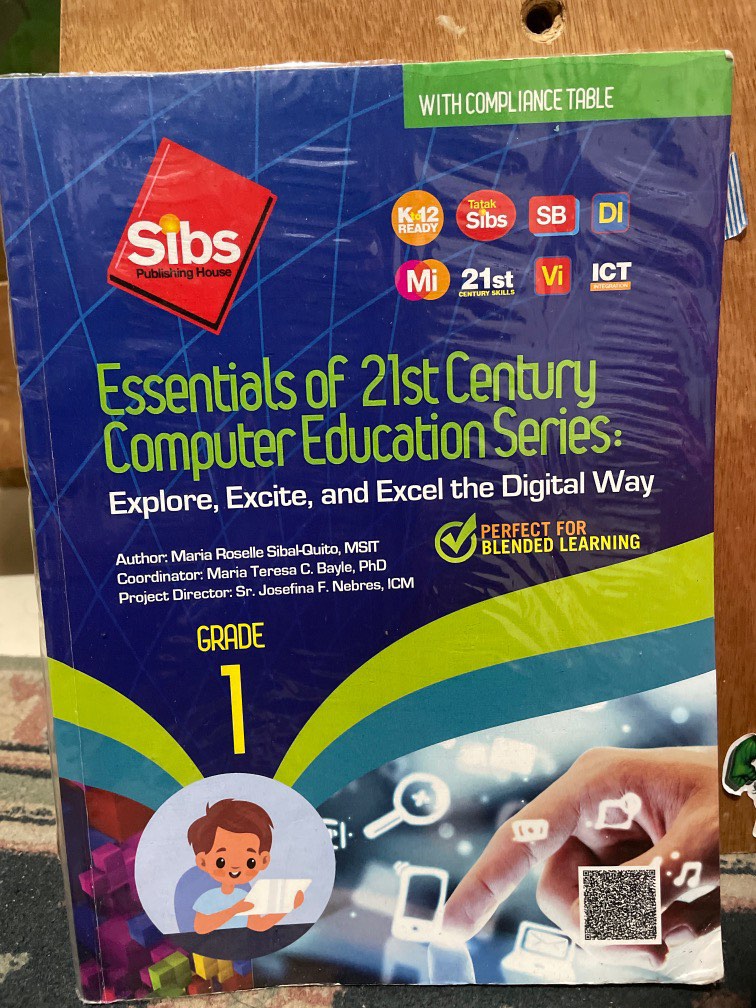 WITH COMPLIANCE TABLE
Sibs
Publishing House
K to 12
READY
Tatak
Sibs
SB
DI
Mi
21st
CENTURY SKILLS
Vi
ICT
INTEGRATION
Essentials of 21st Century
Computer Education Series:
Explore, Excite, and Excel the Digital Way
PERFECT FOR
BLENDED LEARNING
Author: Maria Roselle Sibal-Quito, MSIT
Coordinator: Maria Teresa C. Bayle, PhD
Project Director: Sr. Josefina F. Nebres, ICM
GRADE
1